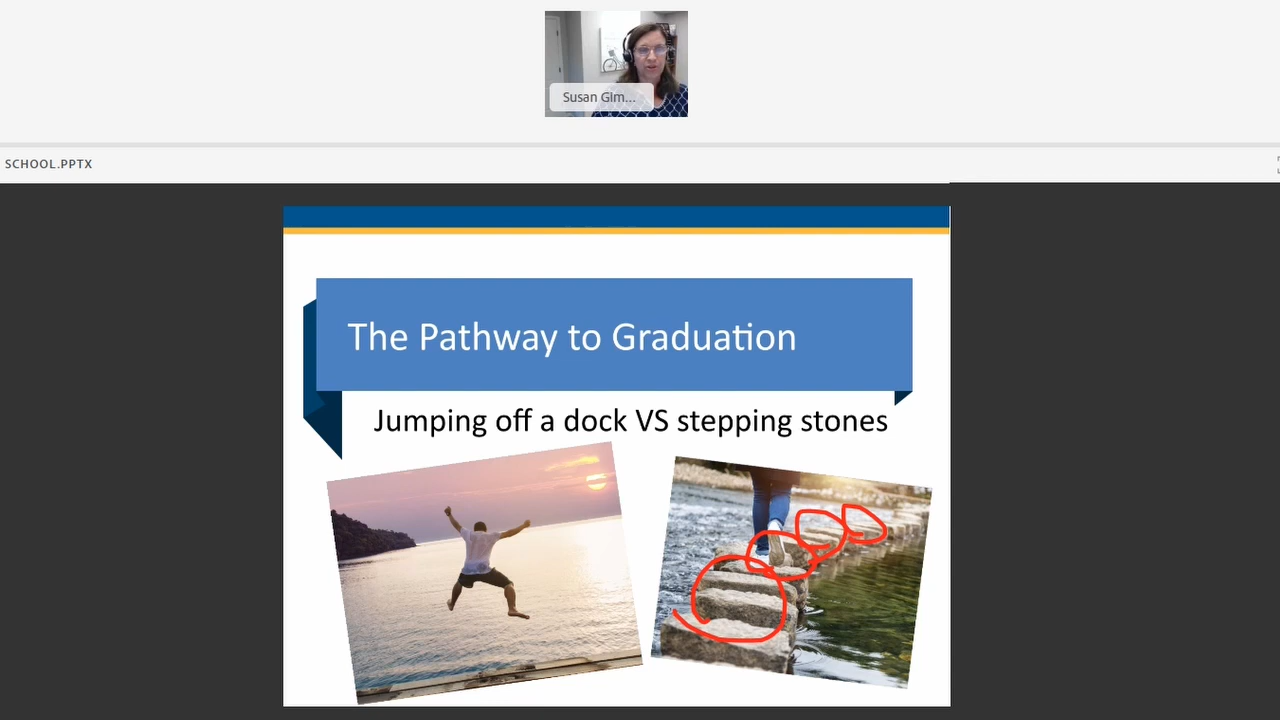 Susan Gim...
SCHOOL.PPTX
The Pathway to Graduation
Jumping off a dock VS stepping stones